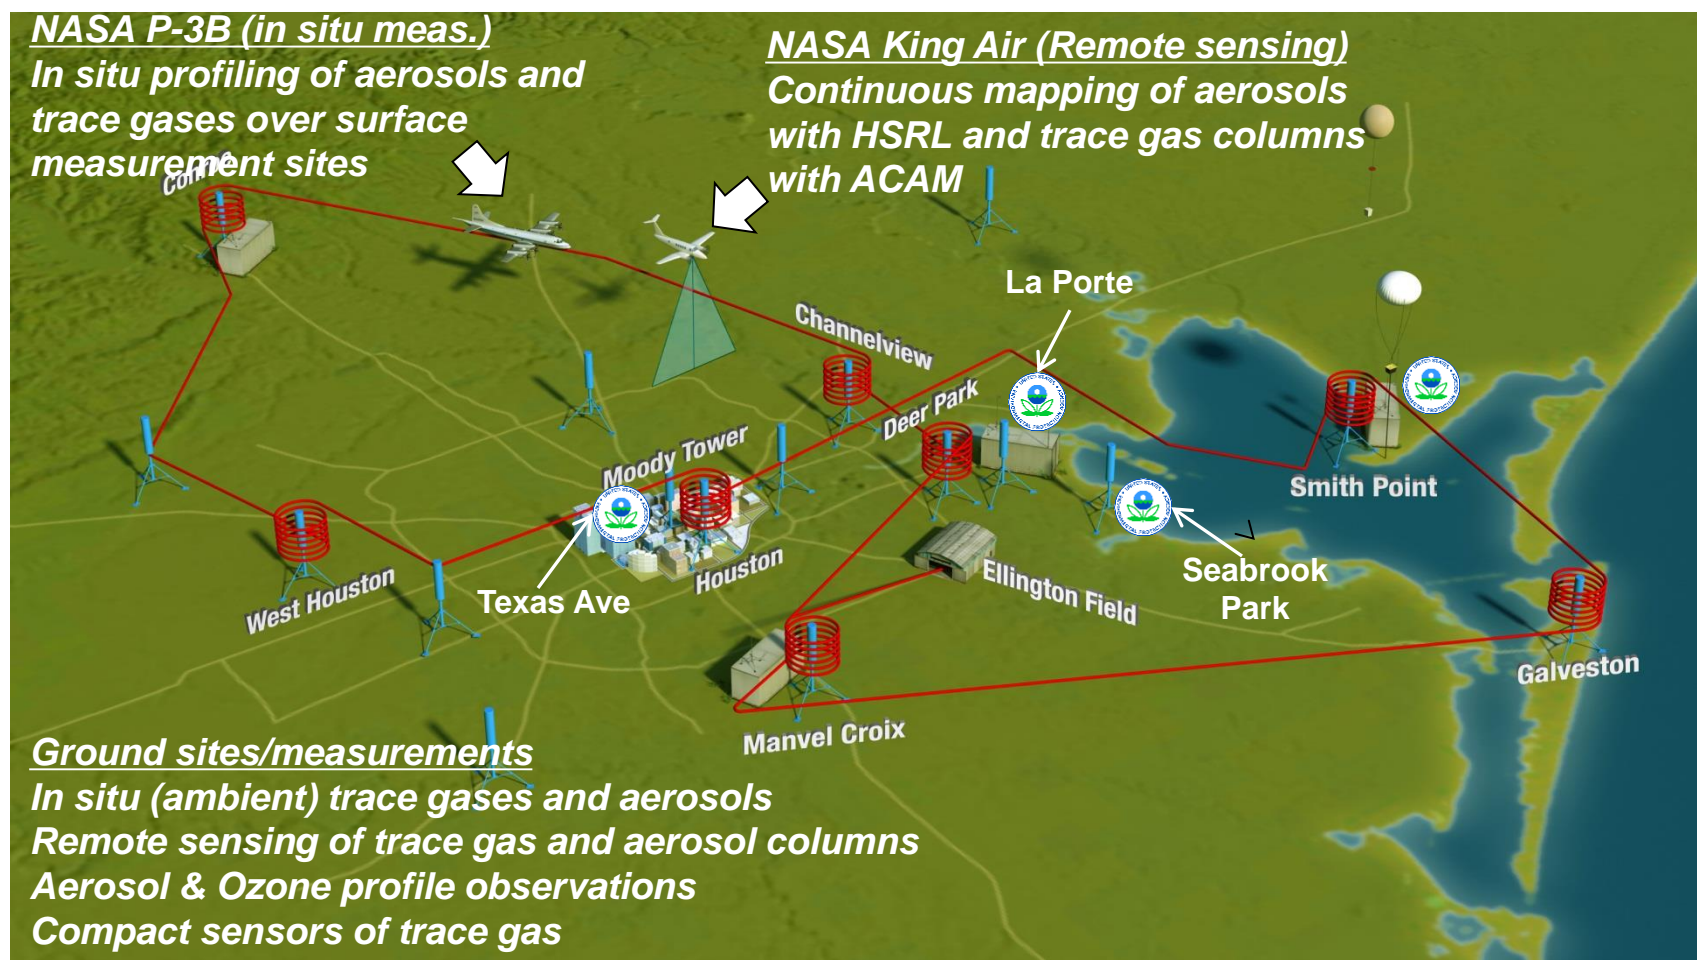 NASA P-3B (in situ meas.)
In situ profiling of aerosols and
trace gases over surface
measurement sites
NASA King Air (Remote sensing)
Continuous mapping of aerosols
with HSRL and trace gas columns
with ACAM
La Porte
Channelview
Deer Park
Moody Tower
Smith Point
Houston
West Houston
Texas Ave
Ellington Field
Seabrook
Park
Galveston
Manvel Croix
Ground sites/measurements
In situ (ambient) trace gases and aerosols
Remote sensing of trace gas and aerosol columns
Aerosol & Ozone profile observations
Compact sensors of trace gas